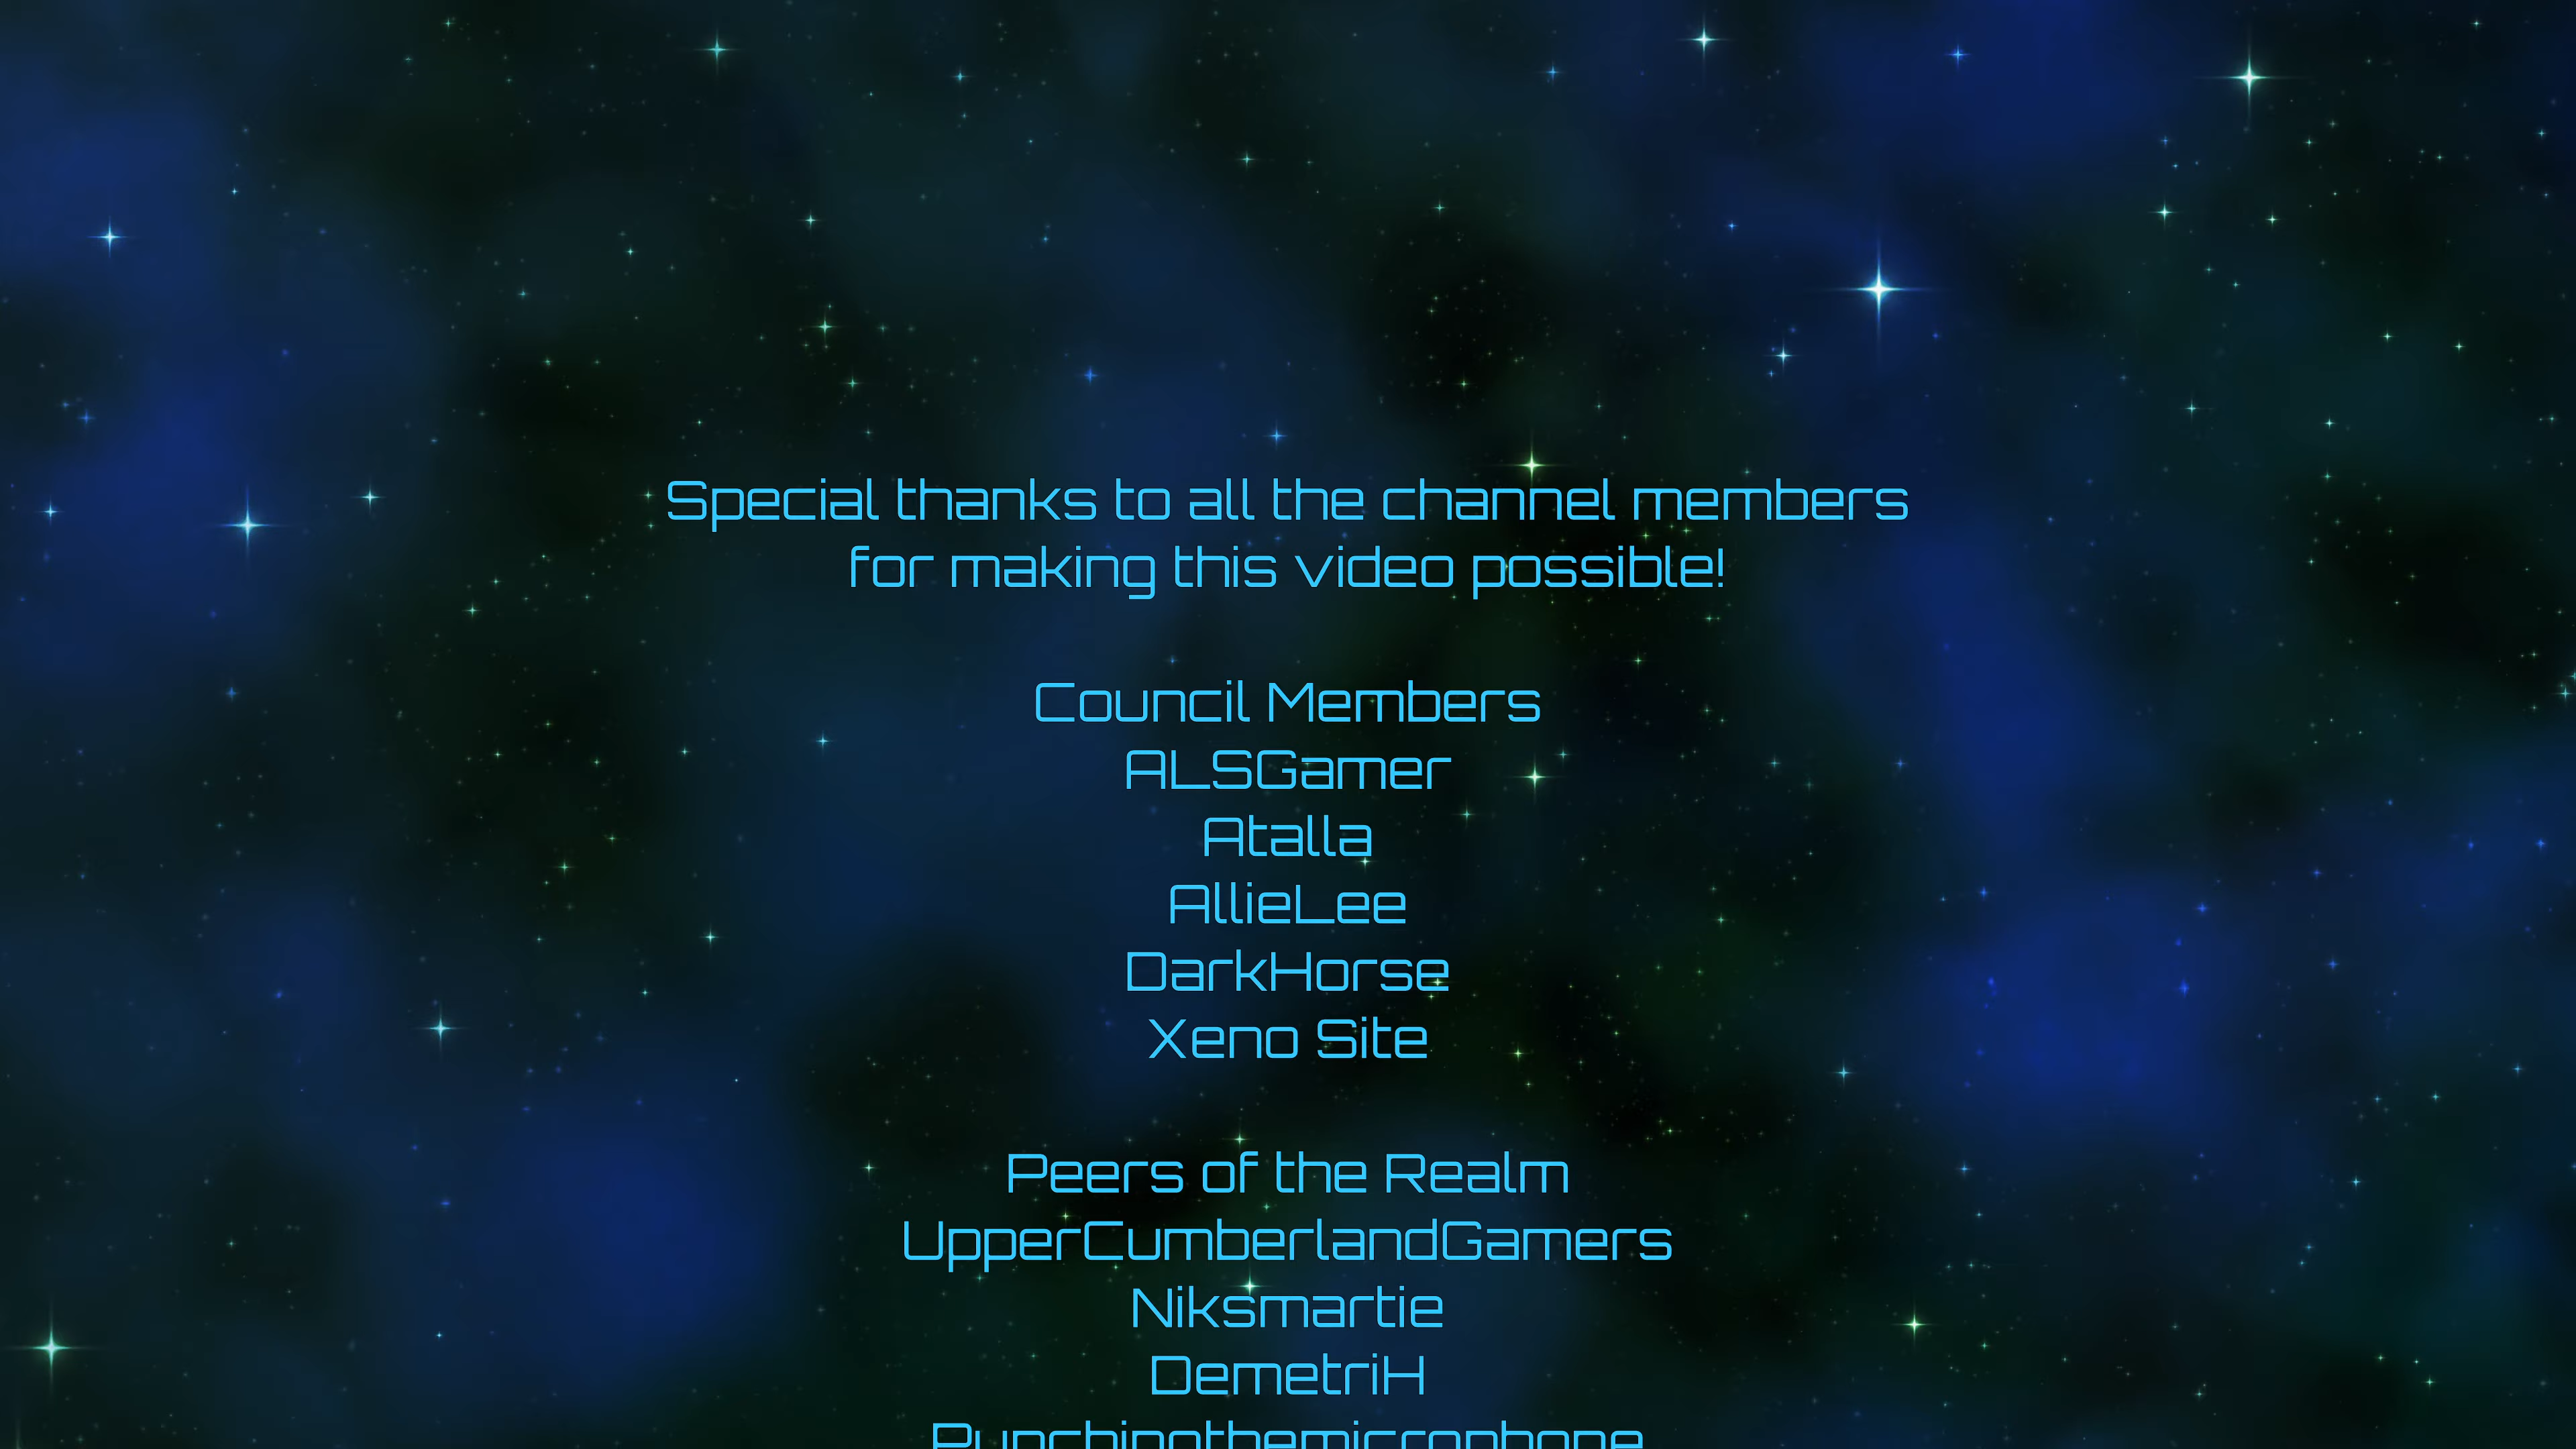 Special thanks to all the channel members
for making this video possible!
Council Members
ALSGamer
Atalla
AllieLee
DarkHorse
Xeno Site
Peers of the Realm
UpperCumberlandGamers
Niksmartie
DemetriH
Punchingthemicrophone